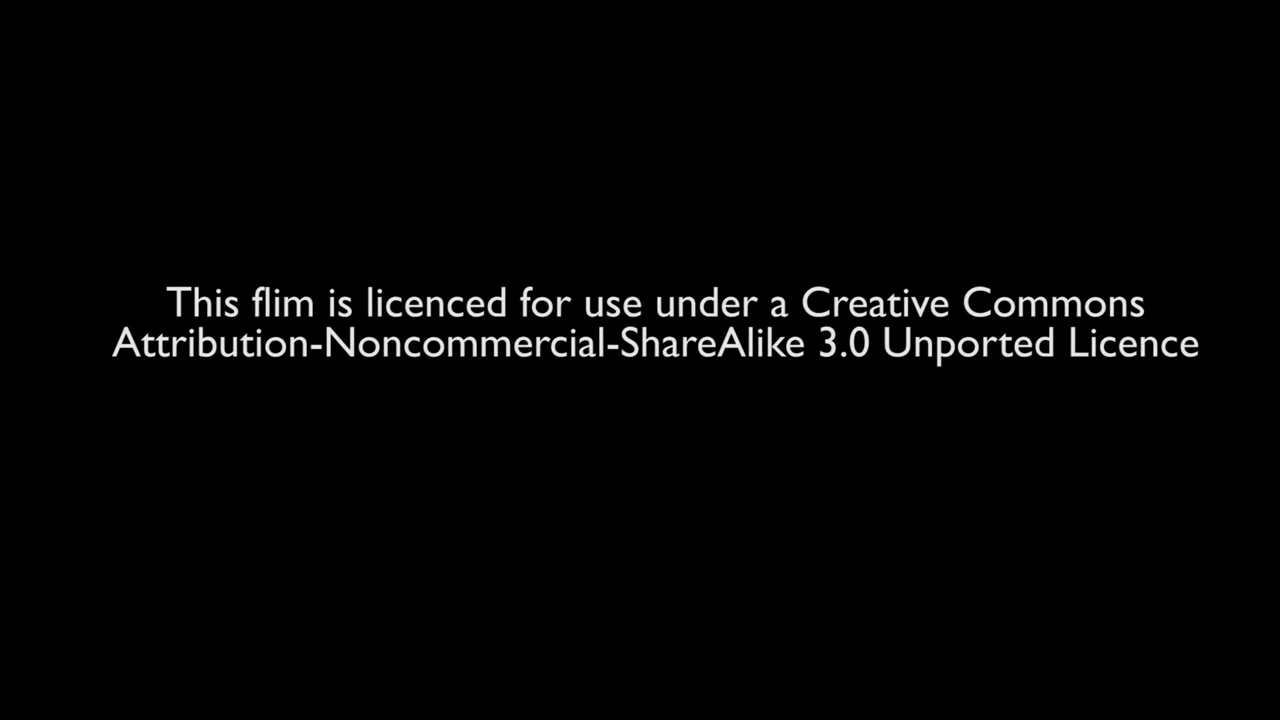 This flim is licenced for use under a Creative Commons
Attribution-Noncommercial-ShareAlike 3.0 Unported Licence